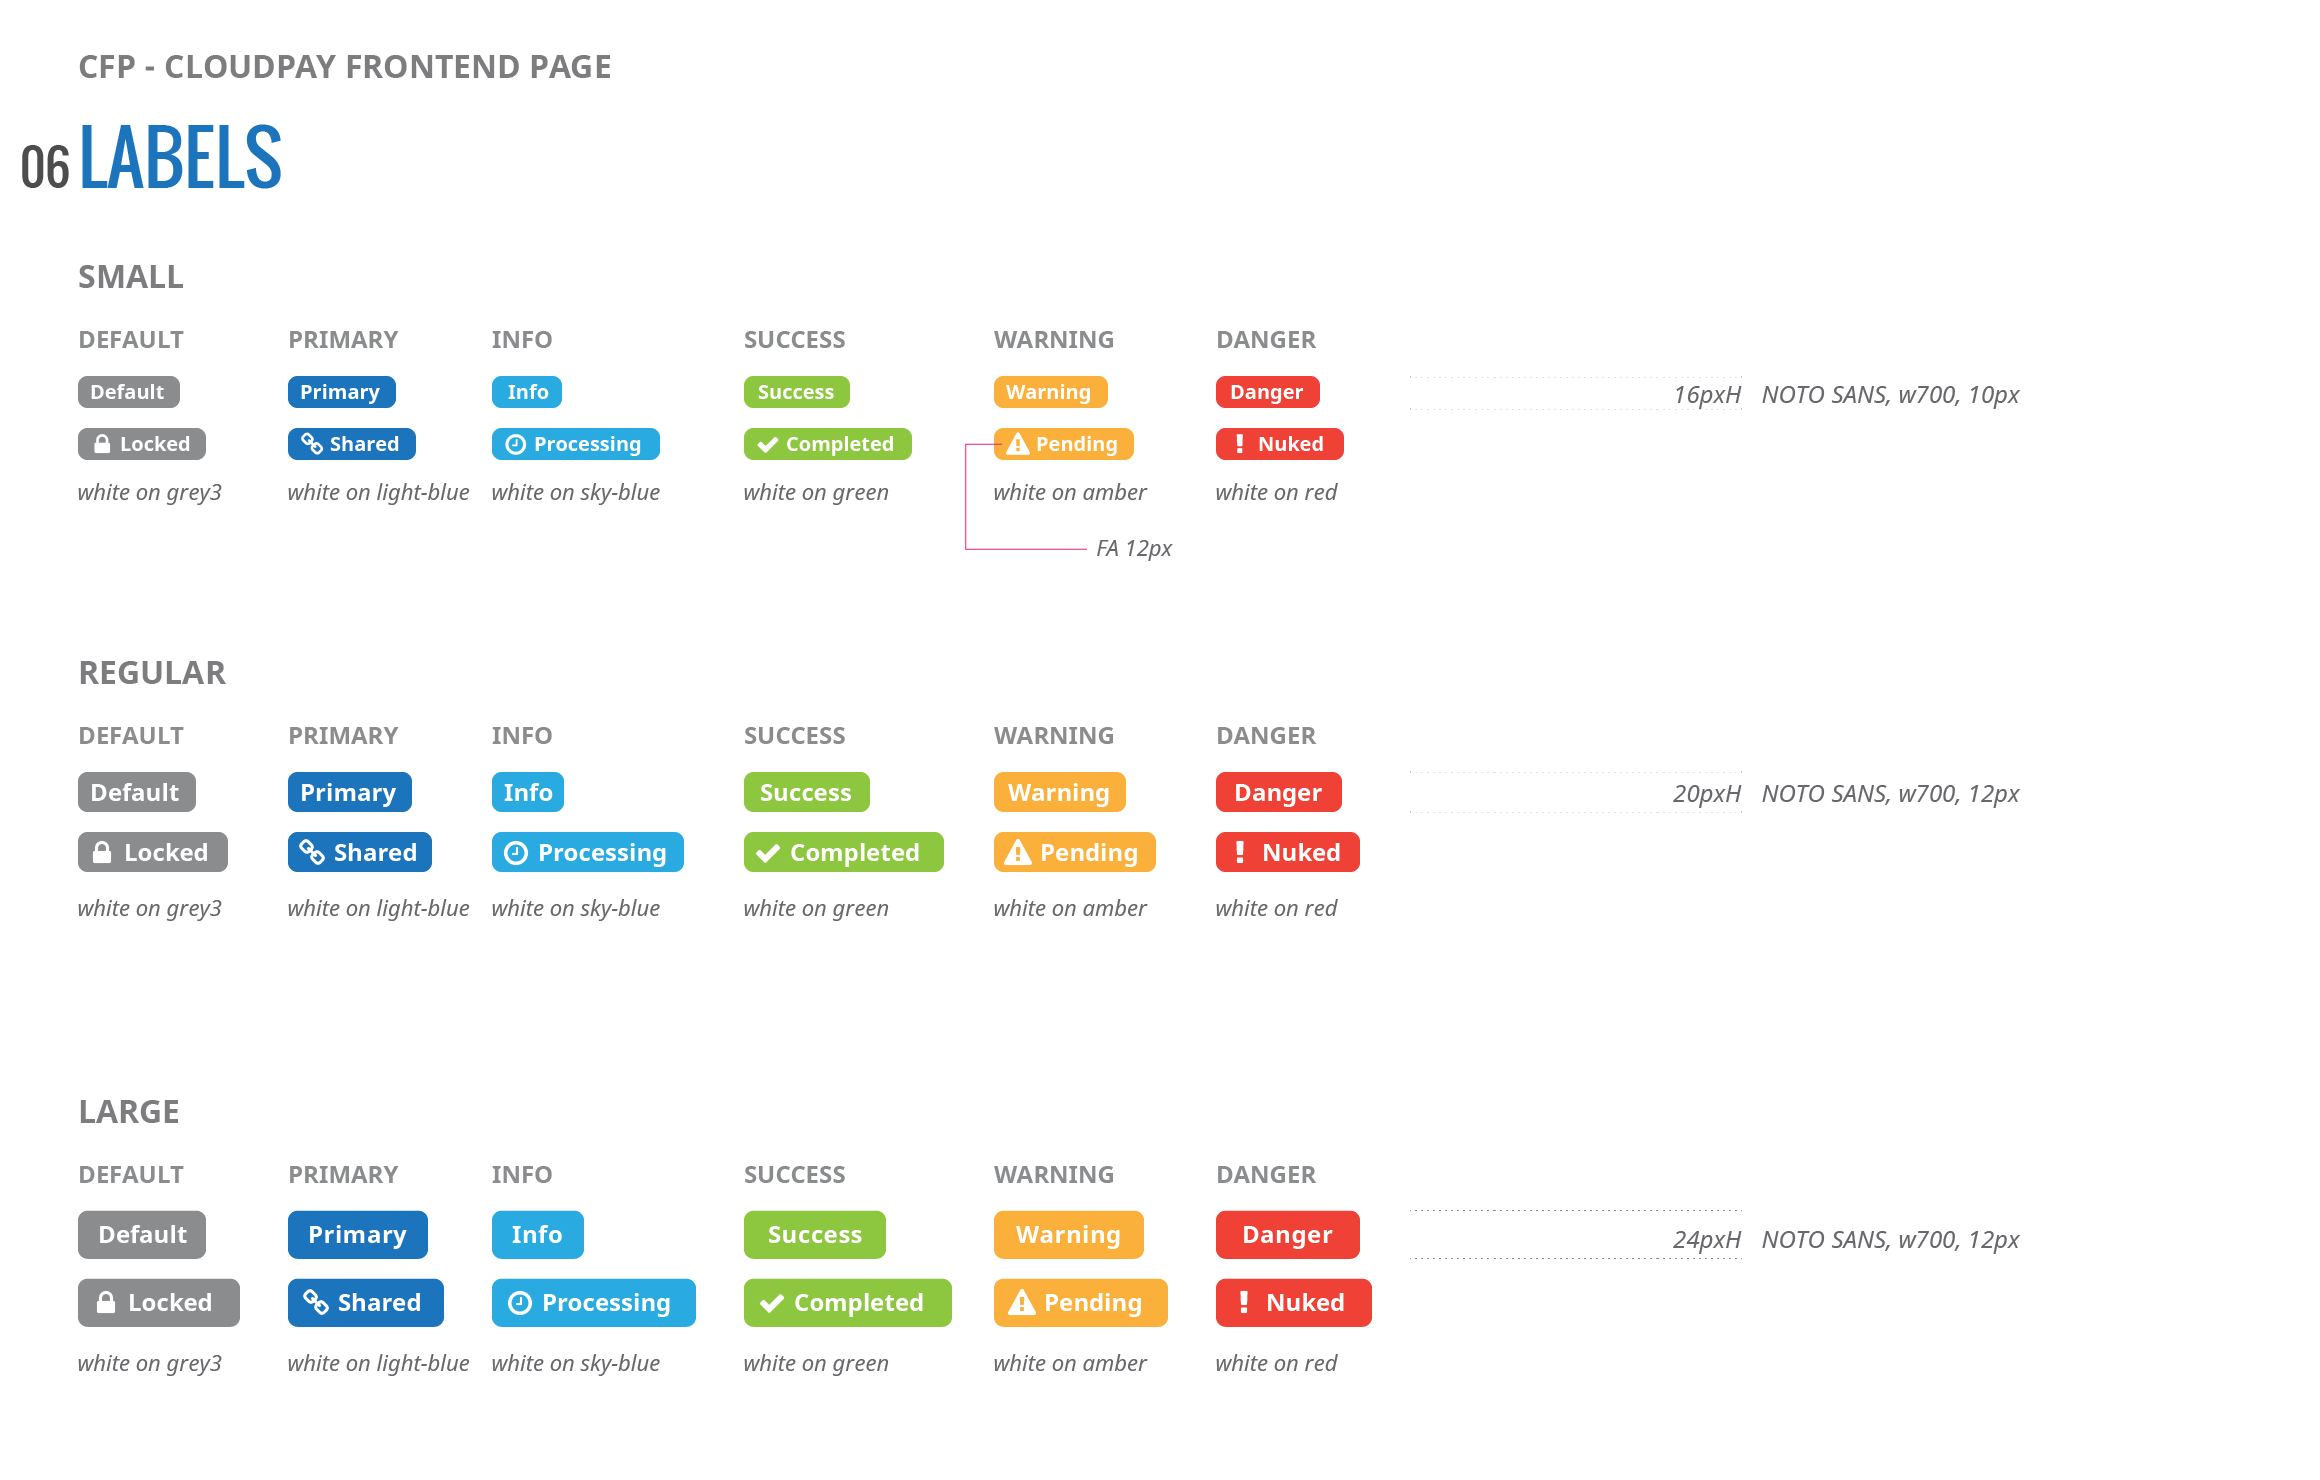 CFP - CLOUDPAY FRONTEND PAGE
06 LABELS
SMALL
DEFAULT PRIMARY INFO SUCCESS WARNING DANGER
Default Primary Info Success Warning Danger 16pxH NOTO SANS, w700, 10px
Locked Shared Processing Completed Pending Nuked
white on grey3 white on light-blue white on sky-blue white on green white on amber white on red
FA 12px
REGULAR
DEFAULT PRIMARY INFO SUCCESS WARNING DANGER
Default Primary Info Success Warning Danger 20pxH NOTO SANS, w700, 12px
Locked Shared Processing Completed Pending Nuked
white on grey3 white on light-blue white on sky-blue white on green white on amber white on red
LARGE
DEFAULT PRIMARY INFO SUCCESS WARNING DANGER
Default Primary Info Success Warning Danger 24pxH NOTO SANS, w700, 12px
Locked Shared Processing Completed Pending Nuked
white on grey3 white on light-blue white on sky-blue white on green white on amber white on red